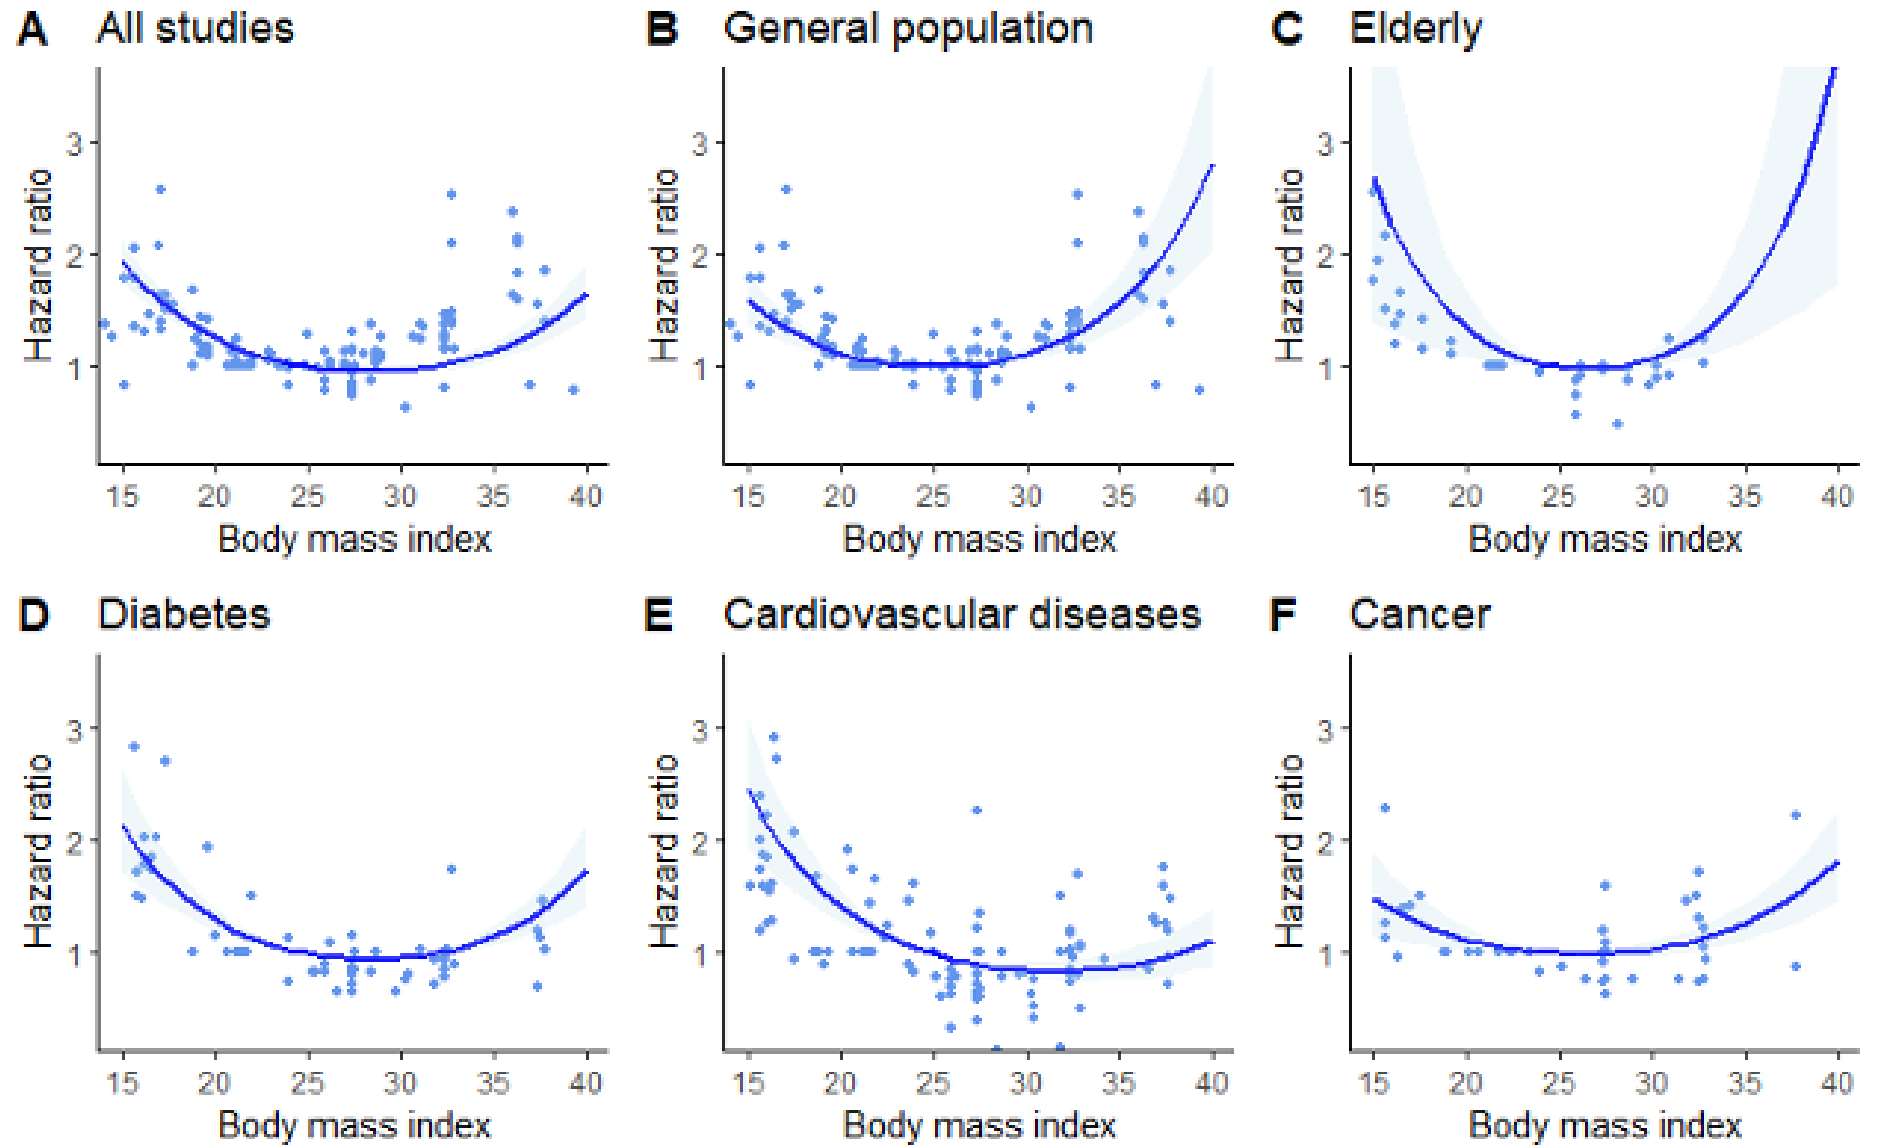 A All studies
Hazard ratio
3
2
1
15 20 25 30 35 40
Body mass index
B General population
Hazard ratio
3
2
1
15 20 25 30 35 40
Body mass index
C Elderly
Hazard ratio
3
2
1
15 20 25 30 35 40
Body mass index
D Diabetes
Hazard ratio
3
2
1
15 20 25 30 35 40
Body mass index
E Cardiovascular diseases
Hazard ratio
3
2
1
15 20 25 30 35 40
Body mass index
F Cancer
Hazard ratio
3
2
1
15 20 25 30 35 40
Body mass index